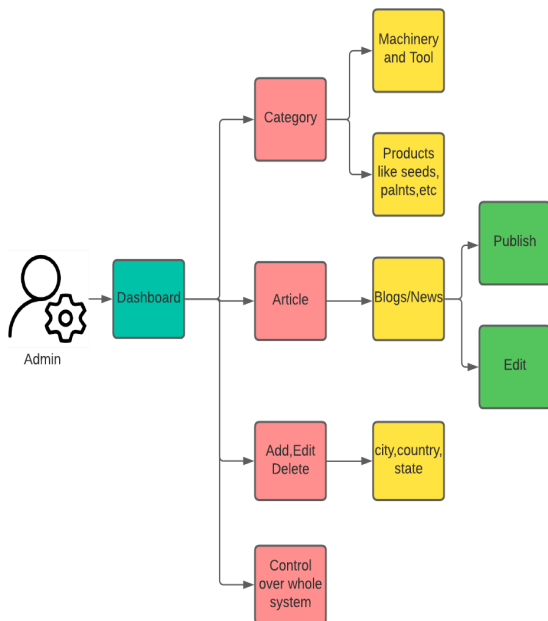 Machinery
and Tool
Category
Products
like seeds,
palnts,etc
Publish
Dashboard
Article
Blogs/News
Admin
Edit
Add,Edit
Delete
city,country,
state
Control
over whole
system